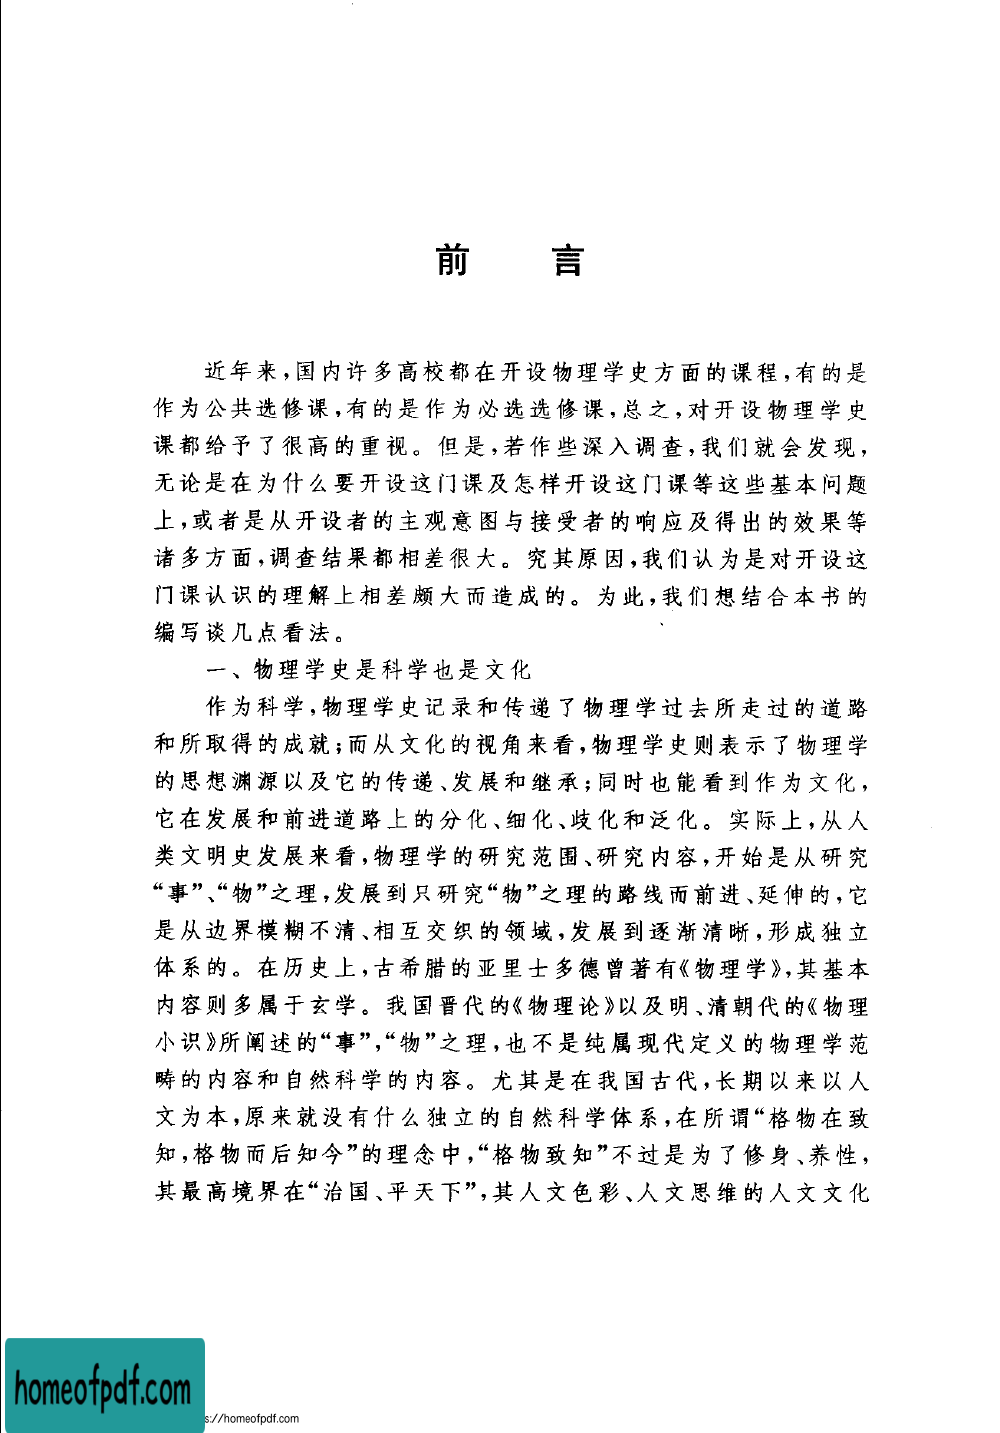 前 言
近年来,国内许多高校都在开设物理学史方面的课程,有的是
作为公共选修课,有的是作为必选选修课,总之,对开设物理学史
课都给予了很高的重视。但是,若作些深入调查,我们就会发现,
无论是在为什么要开设这门课及怎样开设这门课等这些基本问题
上,或者是从开设者的主观意图与接受者的响应及得出的效果等
诸多方面,调查结果都相差很大。究其原因,我们认为是对开设这
门课认识的理解上相差颇大而造成的。为此,我们想结合本书的
编写谈几点看法。
一、物理学史是科学也是文化
作为科学,物理学史记录和传递了物理学过去所走过的道路
和所取得的成就;而从文化的视角来看,物理学史则表示了物理学
的思想渊源以及它的传递、发展和继承;同时也能看到作为文化,
它在发展和前进道路上的分化、细化、歧化和泛化。实际上,从人
类文明史发展来看,物理学的研究范围、研究内容,开始是从研究
“事”、“物”之理,发展到只研究“物”之理的路线而前进、延伸的,它
是从边界模糊不清、相互交织的领域,发展到逐渐清晰,形成独立
体系的。在历史上,古希腊的亚里士多德曾著有《物理学》,其基本
内容则多属于玄学。我国晋代的《物理论》以及明、清朝代的《物理
小识》所阐述的“事”,“物”之理,也不是纯属现代定义的物理学范
畴的内容和自然科学的内容。尤其是在我国古代,长期以来以人
文为本,原来就没有什么独立的自然科学体系,在所谓“格物在致
知,格物而后知今”的理念中,“格物致知”不过是为了修身、养性,
其最高境界在“治国、平天下”,其人文色彩、人文思维的人文文化
homeofpdf.com
s://homeofpdf.com